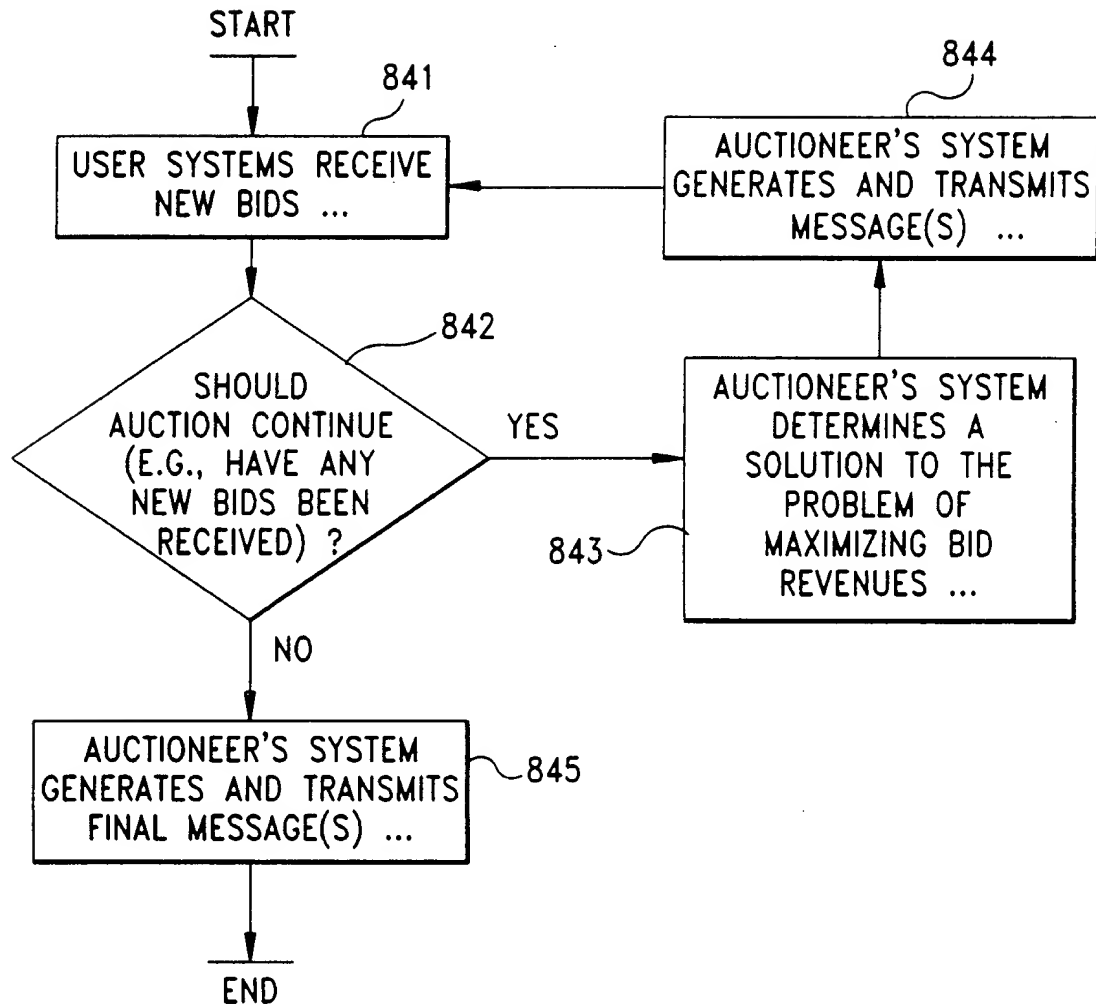 START
841
USER SYSTEMS RECEIVE
NEW BIDS ...
842
SHOULD
AUCTION CONTINUE
(E.G., HAVE ANY
NEW BIDS BEEN
RECEIVED) ?
YES
843
AUCTIONEER'S SYSTEM
DETERMINES A
SOLUTION TO THE
PROBLEM OF
MAXIMIZING BID
REVENUES ...
844
AUCTIONEER'S SYSTEM
GENERATES AND TRANSMITS
MESSAGE(S) ...
NO
AUCTIONEER'S SYSTEM
GENERATES AND TRANSMITS
FINAL MESSAGE(S) ...
845
END